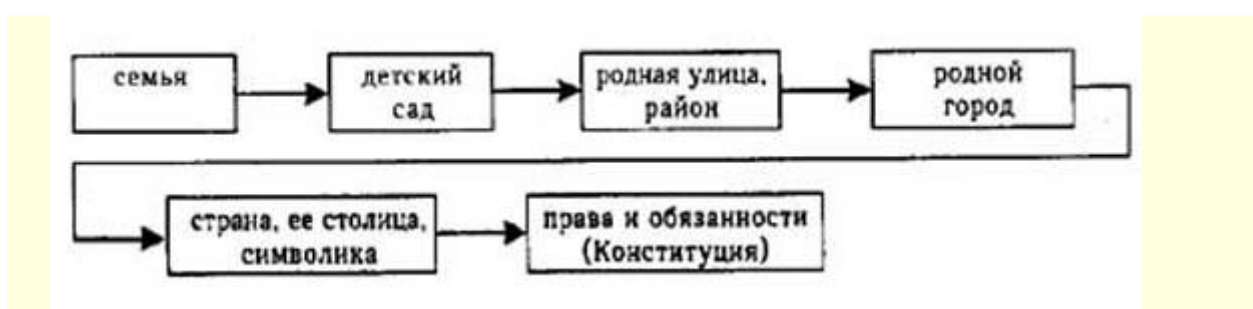 семья
детский
сад
родная улица,
район
родной
город
страна, ее столица,
символика
права и обязанности
(Конституция)